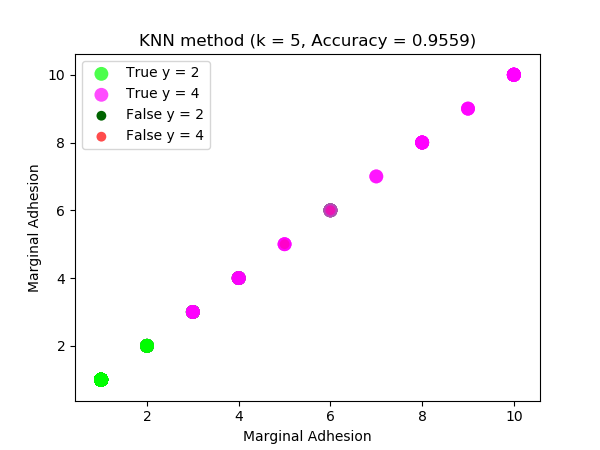 KNN method (k = 5, Accuracy = 0.9559)
True y = 2
True y = 4
False y = 2
False y = 4
10
8
6
4
2
Marginal Adhesion
2 4 6 8 10
Marginal Adhesion